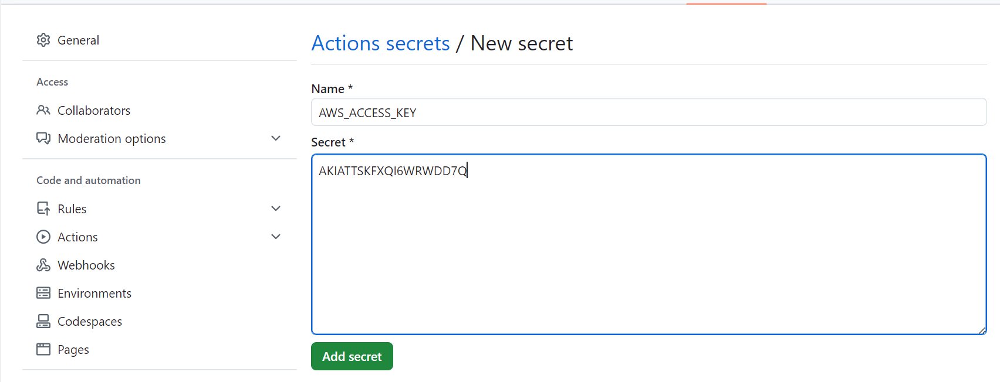 General
Access
Collaborators
Moderation options
Code and automation
Rules
Actions
Webhooks
Environments
Codespaces
Pages
Actions secrets / New secret
Name *
AWS_ACCESS_KEY
Secret *
AKIATTSKFXQI6WRWDD7Q
Add secret